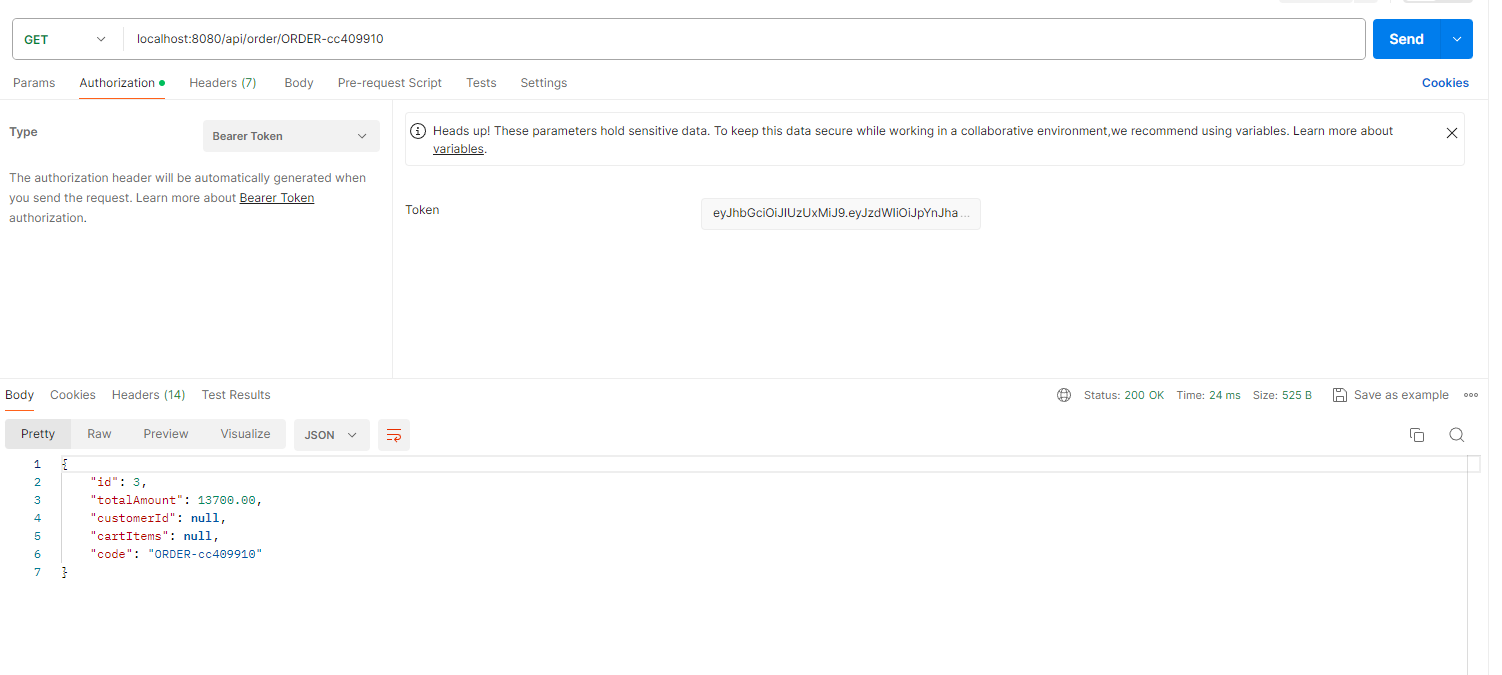 GET localhost:8080/api/order/ORDER-cc409910 Send
Params Authorization Headers (7) Body Pre-request Script Tests Settings Cookies
Type Bearer Token
The authorization header will be automatically generated when
you send the request. Learn more about Bearer Token
authorization.
Heads up! These parameters hold sensitive data. To keep this data secure while working in a collaborative environment,we recommend using variables. Learn more about
variables.
Token eyJhbGciOiJIUzUxMiJ9.eyJzdWIiOiJpYnJha ...
Body Cookies Headers (14) Test Results Status: 200 OK Time: 24 ms Size: 525 B Save as example
Pretty Raw Preview Visualize JSON
1 {
2 "id": 3,
3 "totalAmount": 13700.00,
4 "customerId": null,
5 "cartItems": null,
6 "code": "ORDER-cc409910"
7 }